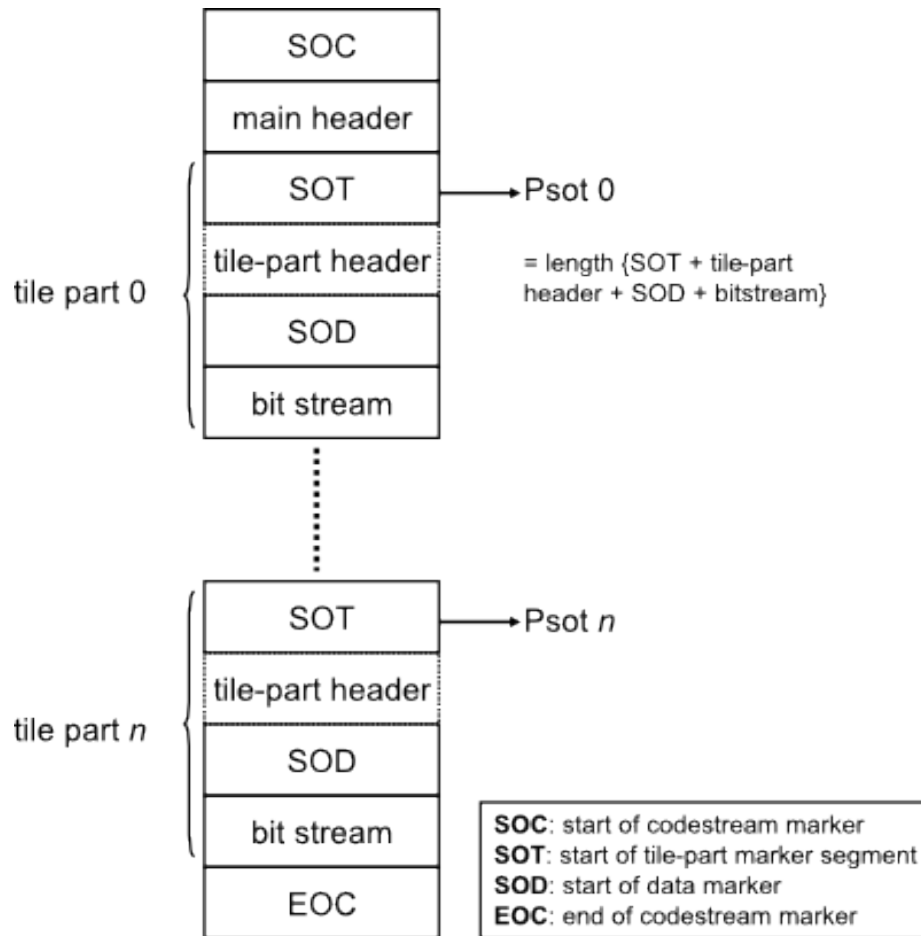 SOC
main header
SOT
Psot 0
tile-part header
= length {SOT + tile-part
header + SOD + bitstream}
tile part 0
SOD
bit stream
SOT
Psot n
tile-part header
tile part n
SOD
bit stream
EOC
SOC: start of codestream marker
SOT: start of tile-part marker segment
SOD: start of data marker
EOC: end of codestream marker